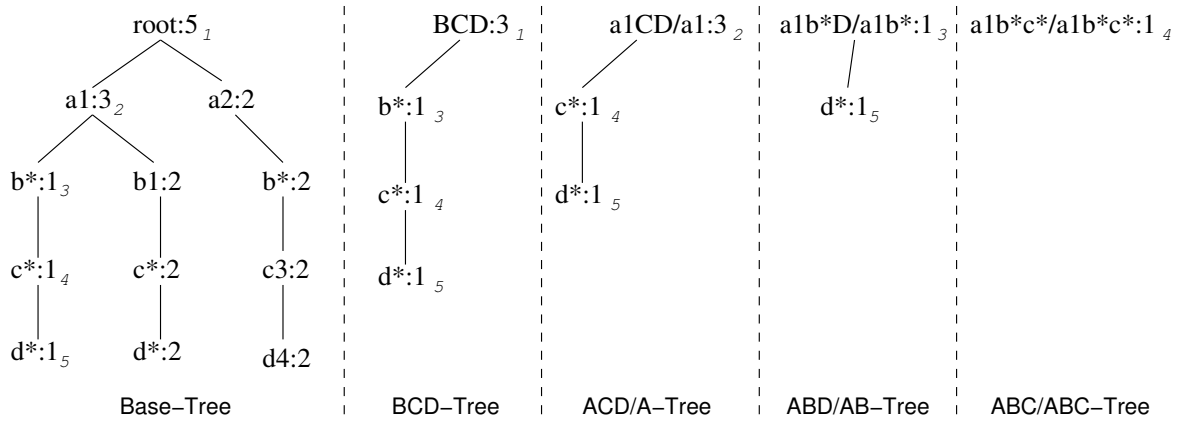 root:5 1 BCD:3 1 a1CD/a1:3 2 a1b*D/a1b*:1 3 a1b*c*/a1b*c*:1 4
a1:3 2 a2:2 b*:1 3 c*:1 4 d*:1 5
b*:1 3 b1:2 b*:2 c*:1 4 d*:1 5
c*:1 4 c*:2 c3:2 d*:1 5
d*:1 5 d*:2 d4:2
Base−Tree BCD−Tree ACD/A−Tree ABD/AB−Tree ABC/ABC−Tree